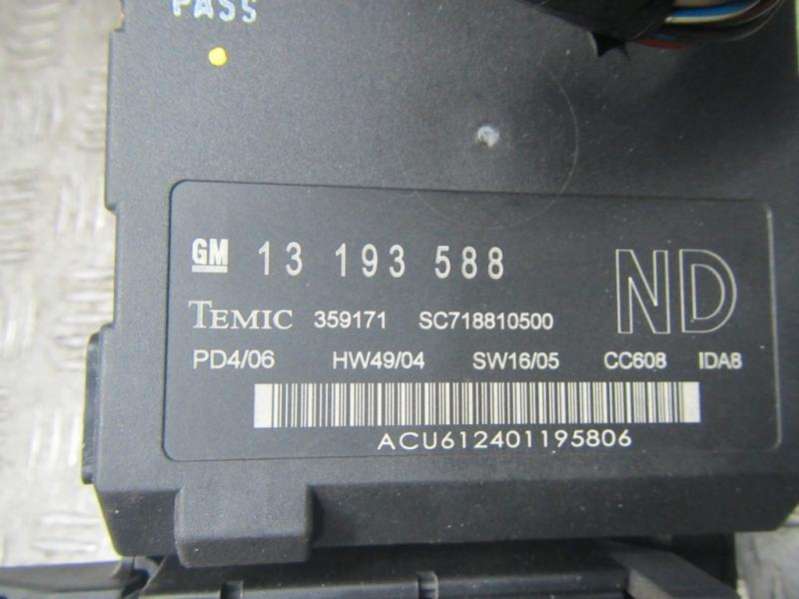 PASS
GM 13 193 588
ND
TEMIC 359171 SC718810500
PD4/06 HW49/04 SW16/05 CC608 IDA8
ACU612401195806